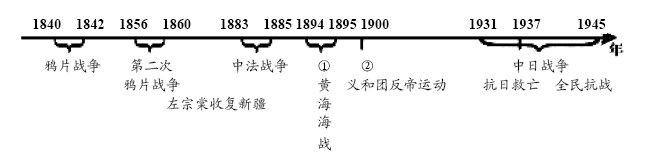 1840 1842 1856 1860 1883 1885 1894 1895 1900 1931 1937 1945
年
鸦片战争 第二次 中法战争 ① ② 中日战争
鸦片战争 黄 义和团反帝运动 抗日救亡 全民抗战
左宗棠收复新疆 海
海
战